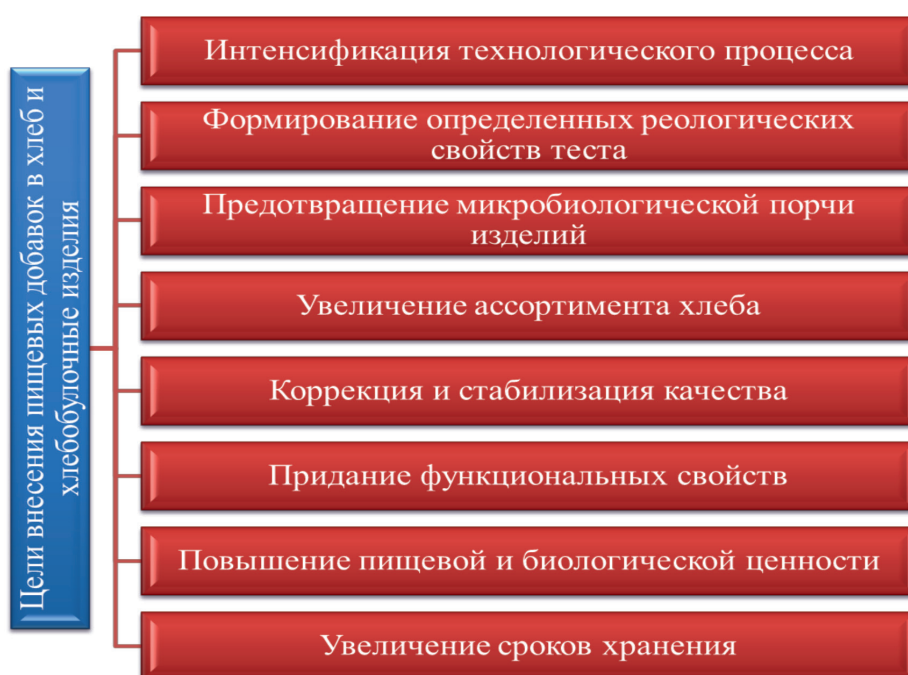 Цели внесения пищевых добавок в хлеб и
хлебобулочные изделия
Интенсификация технологического процесса
Формирование определенных реологических
свойств теста
Предотвращение микробиологической порчи
изделий
Увеличение ассортимента хлеба
Коррекция и стабилизация качества
Придание функциональных свойств
Повышение пищевой и биологической ценности
Увеличение сроков хранения